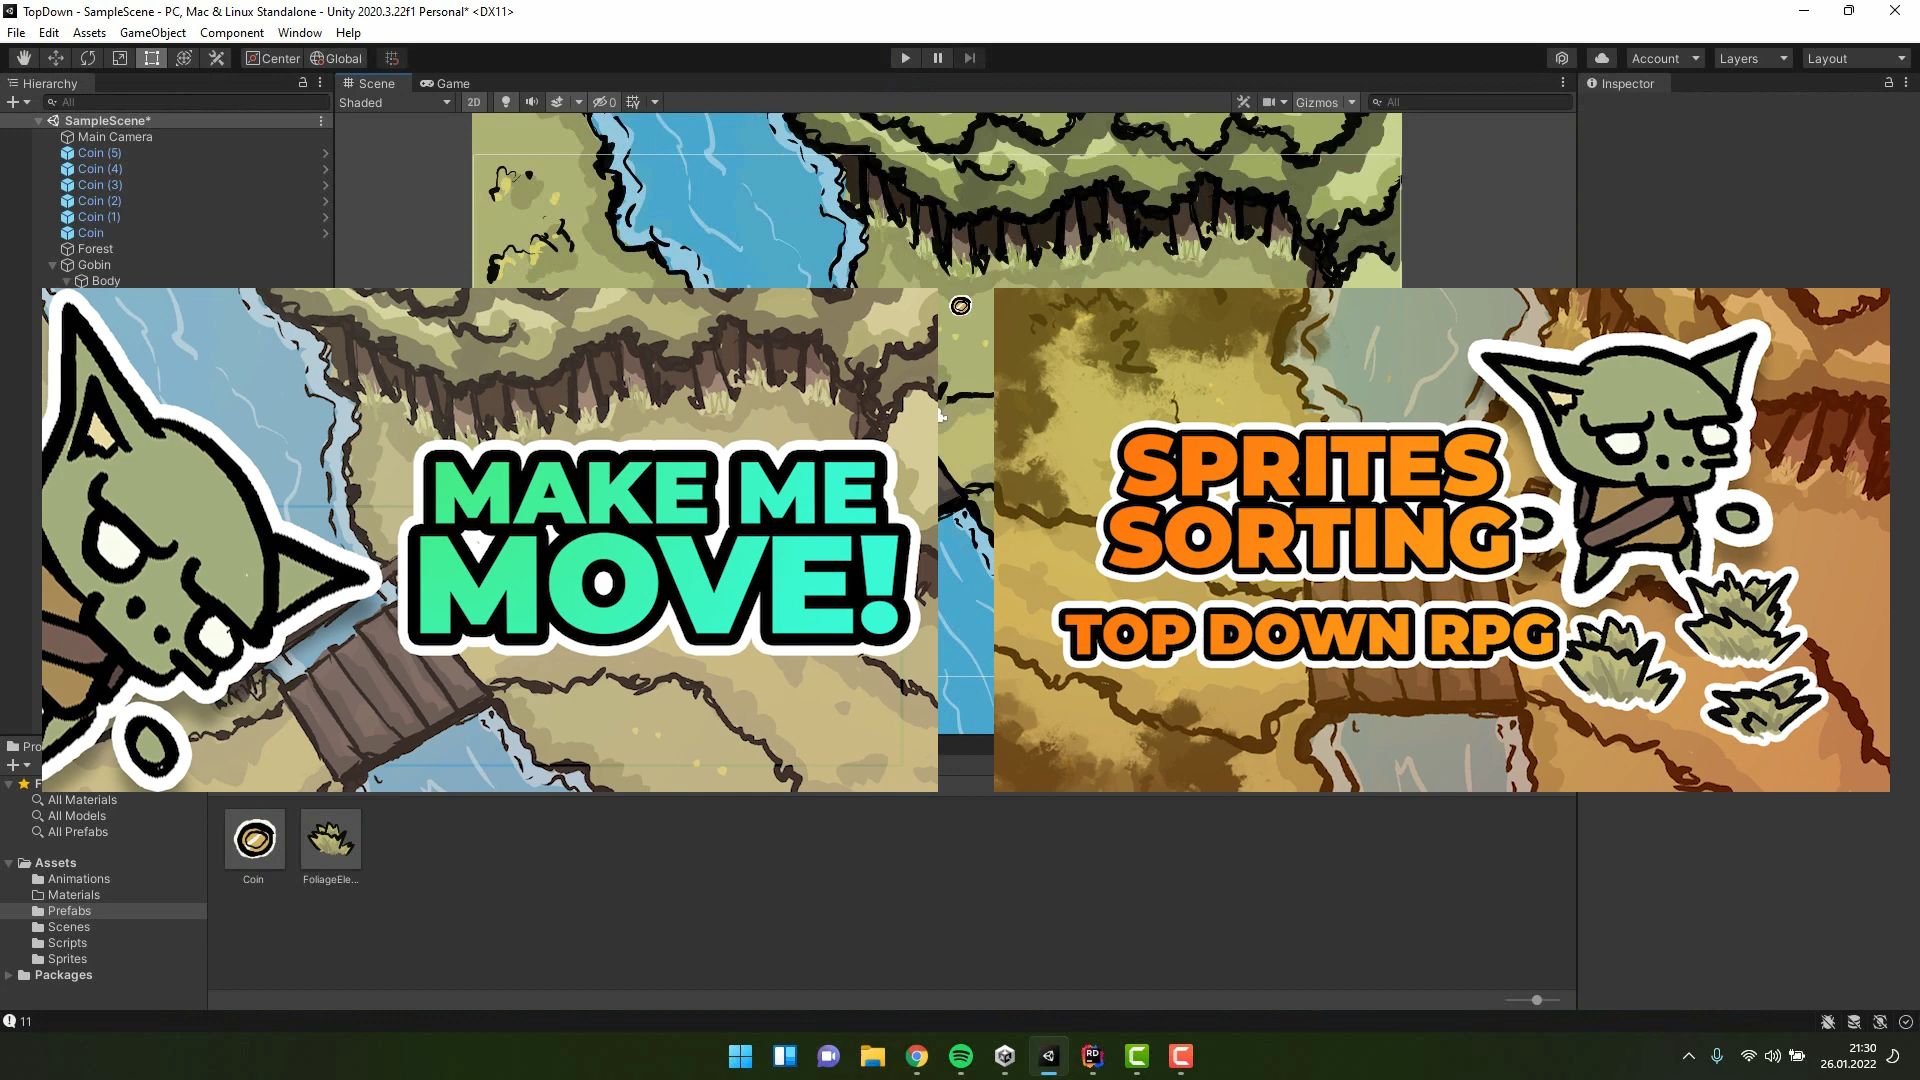 TopDown - SampleScene - PC, Mac & Linux Standalone - Unity 2020.3.22f1 Personal* <DX11>
File Edit Assets GameObject Component Window Help
Center Global Account Layers Layout
Hierarchy Scene Game Inspector
All Shaded 2D 0 Gizmos All
SampleScene*
Main Camera
Coin (5)
Coin (4)
Coin (3)
Coin (2)
Coin (1)
Coin
Forest
Gobin
Body
MAKE ME
MOVE!
SPRITES
SORTING
TOP DOWN RPG
Pro
F
All Materials
All Models
All Prefabs
Assets
Animations
Materials
Prefabs
Scenes
Scripts
Sprites
Packages
Coin FoliageEle...
11
RD
C C
21:30
26.01.2022